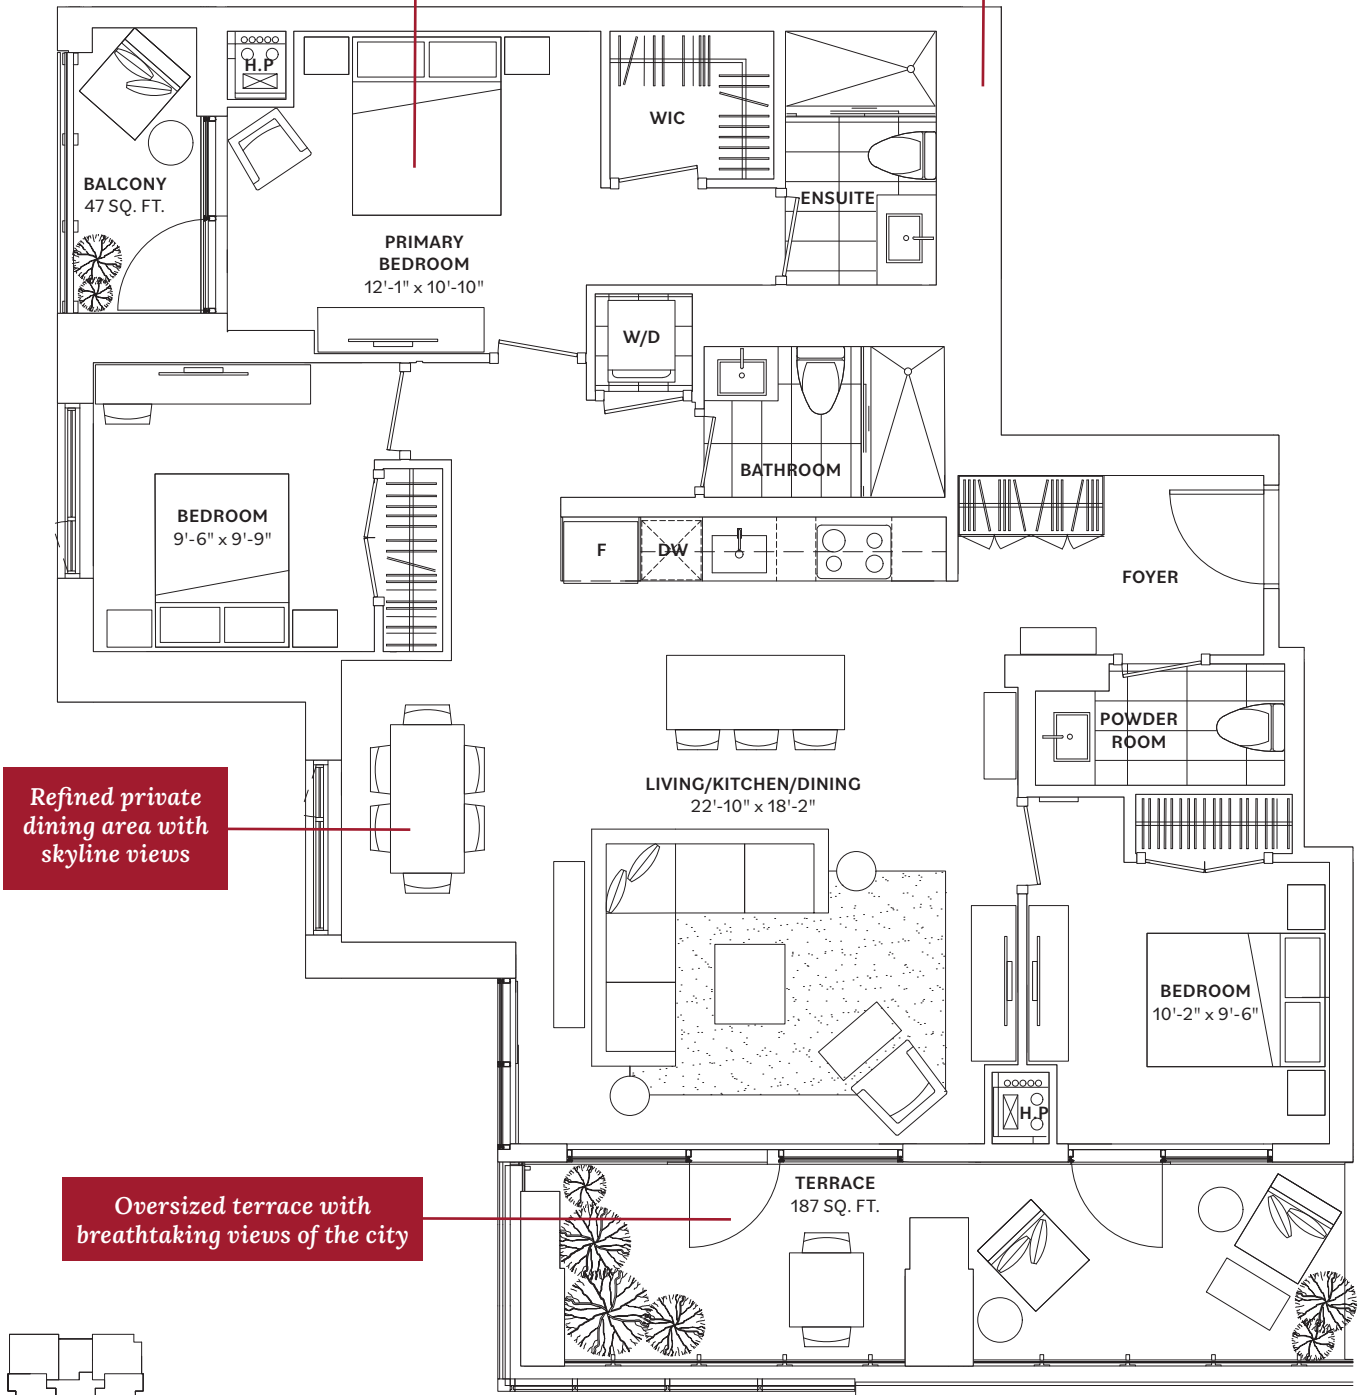 H.P
WIC
BALCONY
47 SQ. FT.
ENSUITE
PRIMARY
BEDROOM
12'-1" x 10'-10"
W/D
BATHROOM
BEDROOM
9'-6" x 9'-9"
F
DW
FOYER
POWDER
ROOM
LIVING/KITCHEN/DINING
22'-10" x 18'-2"
Refined private
dining area with
skyline views
BEDROOM
10'-2" x 9'-6"
H.P
TERRACE
187 SQ. FT.
Oversized terrace with
breathtaking views of the city